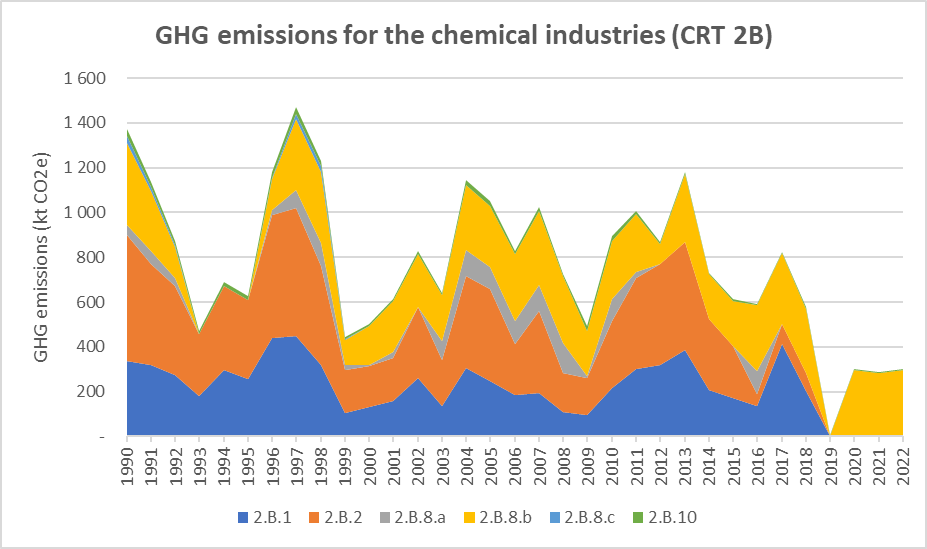 GHG emissions for the chemical industries (CRT 2B)
GHG emissions (kt CO2e)
1 600
1 400
1 200
1 000
800
600
400
200
-
1990 1991 1992 1993 1994 1995 1996 1997 1998 1999 2000 2001 2002 2003 2004 2005 2006 2007 2008 2009 2010 2011 2012 2013 2014 2015 2016 2017 2018 2019 2020 2021 2022
2.B.1 2.B.2 2.B.8.a 2.B.8.b 2.B.8.c 2.B.10